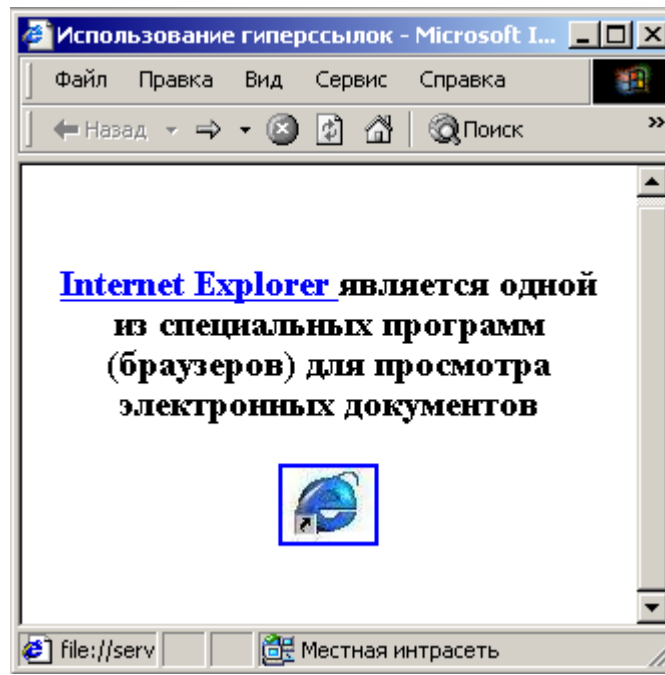 Использование гиперссылок - Microsoft I...
Файл Правка Вид Сервис Справка
Назад Поиск »
Internet Explorer является одной
из специальных программ
(браузеров) для просмотра
электронных документов
file://serv Местная интрасеть